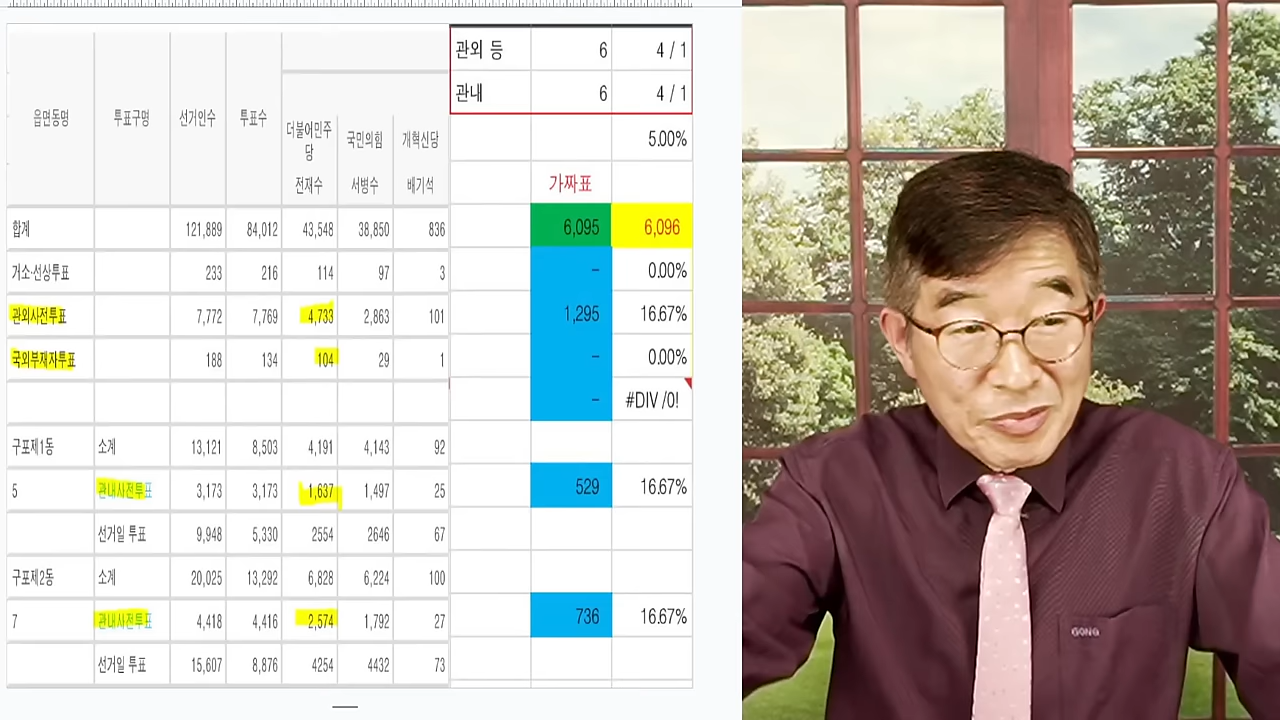 관외 등 6 4 / 1
관내 6 4 / 1
5.00%
읍면동명 투표구명 선거인수 투표수 더불어민주당 전재수 국민의힘 서병수 개혁신당 배기석
가짜표
합계 121,889 84,012 43,548 38,850 836 6,095 6,096
거소·선상투표 233 216 114 97 3 – 0.00%
관외사전투표 7,772 7,769 4,733 2,863 101 1,295 16.67%
국외부재자투표 188 134 104 29 1 – 0.00%
– #DIV /0!
구포제1동 소계 13,121 8,503 4,191 4,143 92
5 관내사전투표 3,173 3,173 1,637 1,497 25 529 16.67%
선거일 투표 9,948 5,330 2554 2646 67
구포제2동 소계 20,025 13,292 6,828 6,224 100
7 관내사전투표 4,418 4,416 2,574 1,792 27 736 16.67%
선거일 투표 15,607 8,876 4254 4432 73
GONG